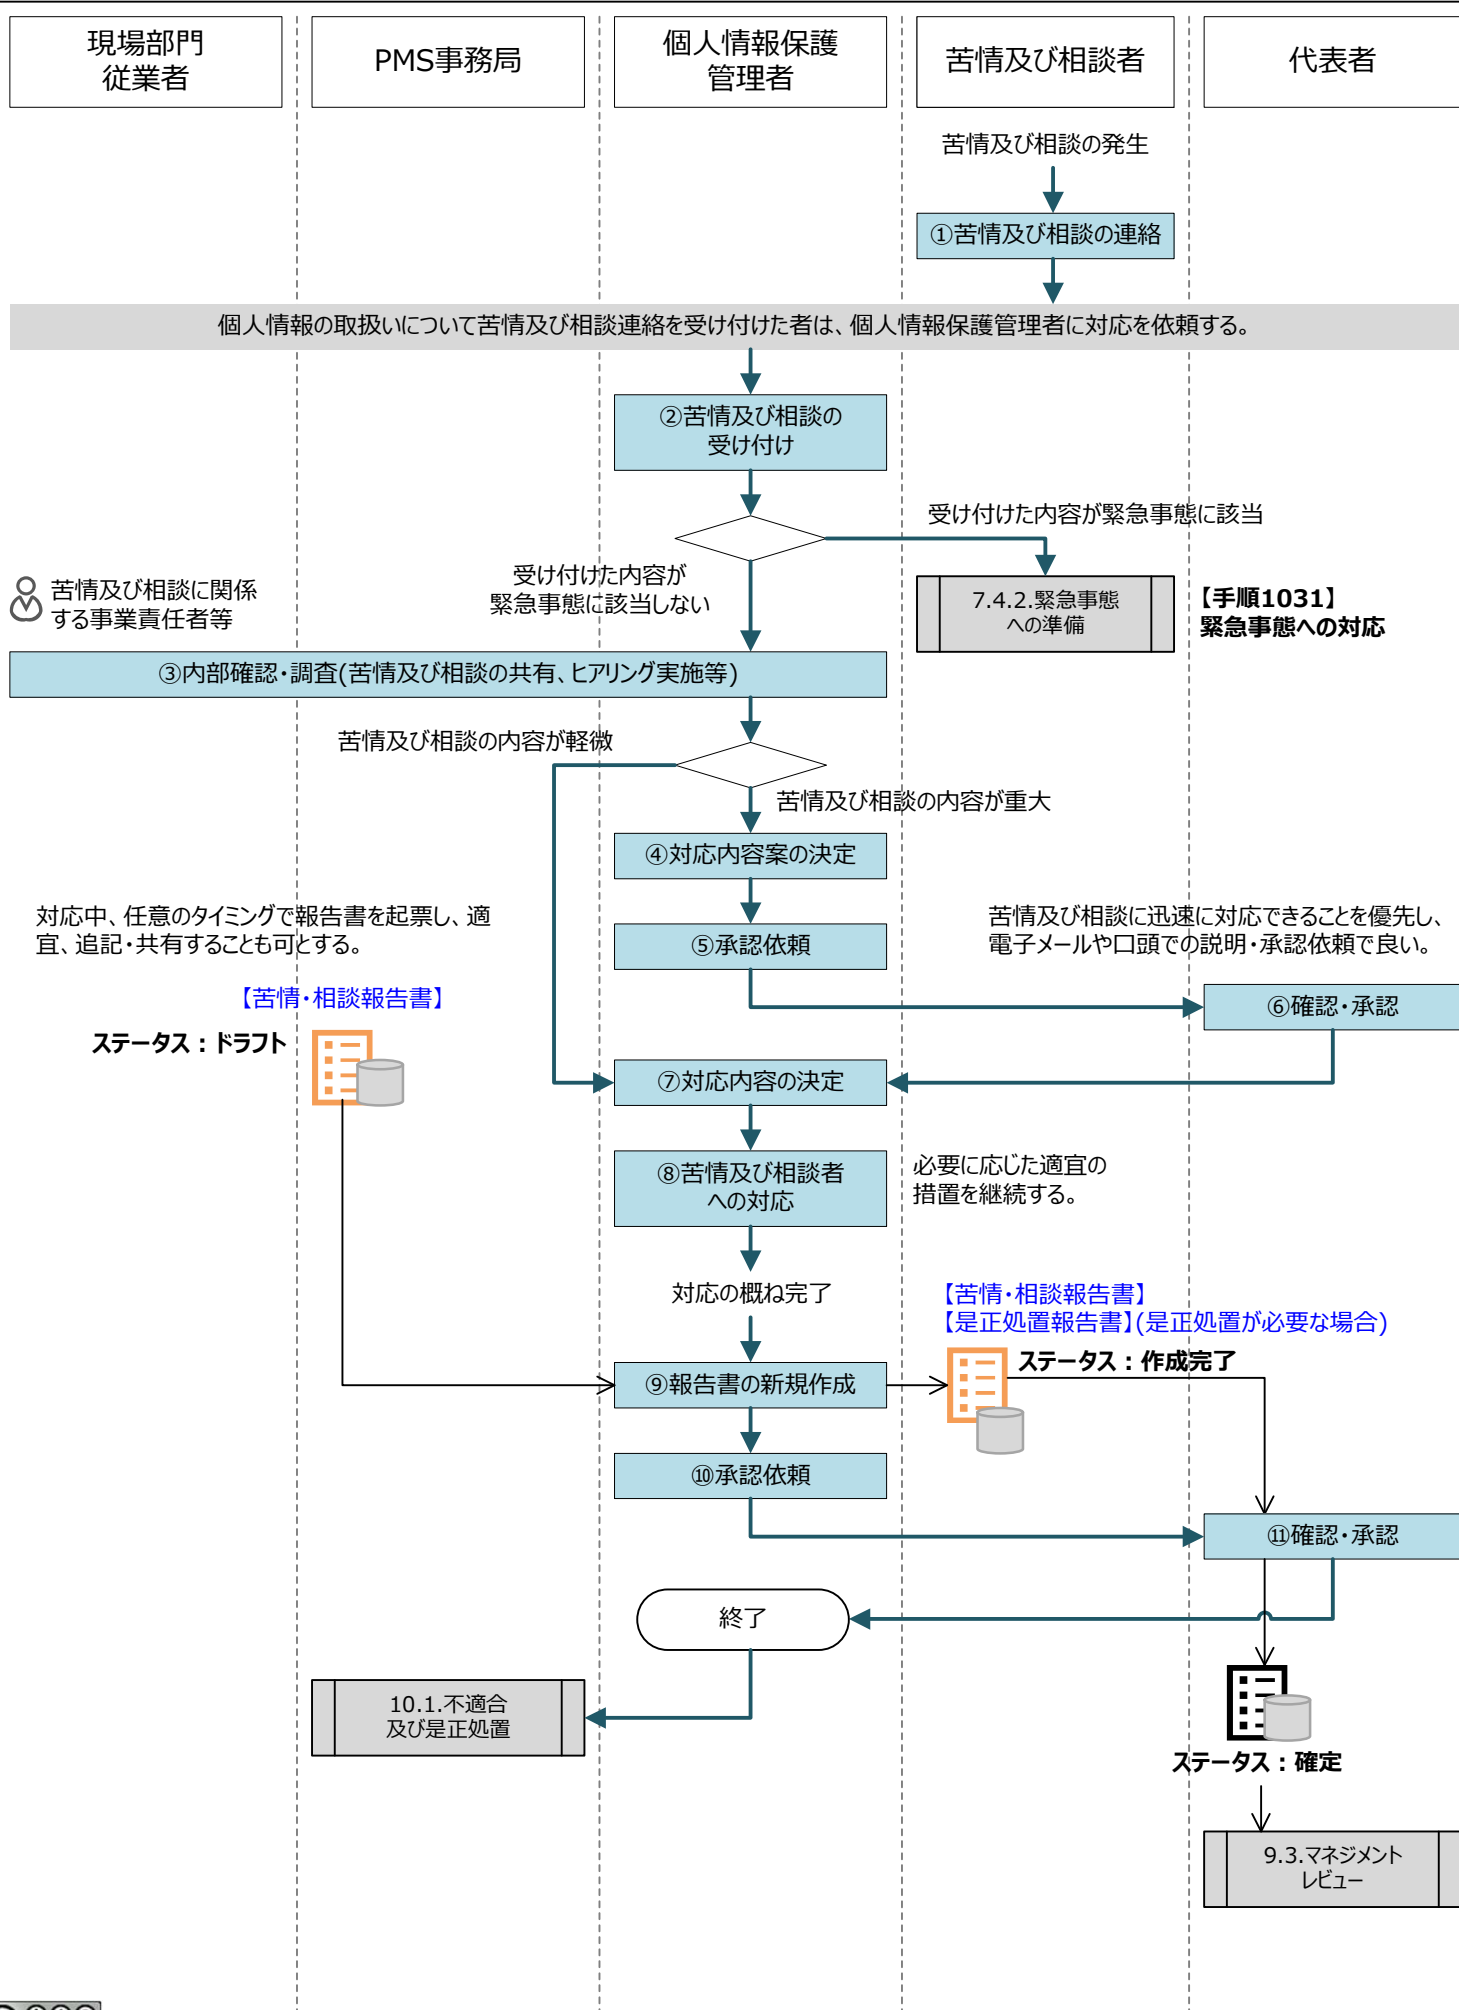 現場部門
従業者
PMS事務局
個人情報保護
管理者
苦情及び相談者
代表者
苦情及び相談の発生
①苦情及び相談の連絡
個人情報の取扱いについて苦情及び相談連絡を受け付けた者は、個人情報保護管理者に対応を依頼する。
②苦情及び相談の
受け付け
受け付けた内容が緊急事態に該当
受け付けた内容が
緊急事態に該当しない
苦情及び相談に関係
する事業責任者等
7.4.2.緊急事態
への準備
【手順1031】
緊急事態への対応
③内部確認・調査(苦情及び相談の共有、ヒアリング実施等)
苦情及び相談の内容が軽微
苦情及び相談の内容が重大
④対応内容案の決定
対応中、任意のタイミングで報告書を起票し、適
宜、追記・共有することも可とする。
⑤承認依頼
苦情及び相談に迅速に対応できることを優先し、
電子メールや口頭での説明・承認依頼で良い。
【苦情・相談報告書】
⑥確認・承認
ステータス：ドラフト
⑦対応内容の決定
⑧苦情及び相談者
への対応
必要に応じた適宜の
措置を継続する。
対応の概ね完了
【苦情・相談報告書】
【是正処置報告書】(是正処置が必要な場合)
ステータス：作成完了
⑨報告書の新規作成
⑩承認依頼
⑪確認・承認
終了
10.1.不適合
及び是正処置
ステータス：確定
9.3.マネジメント
レビュー